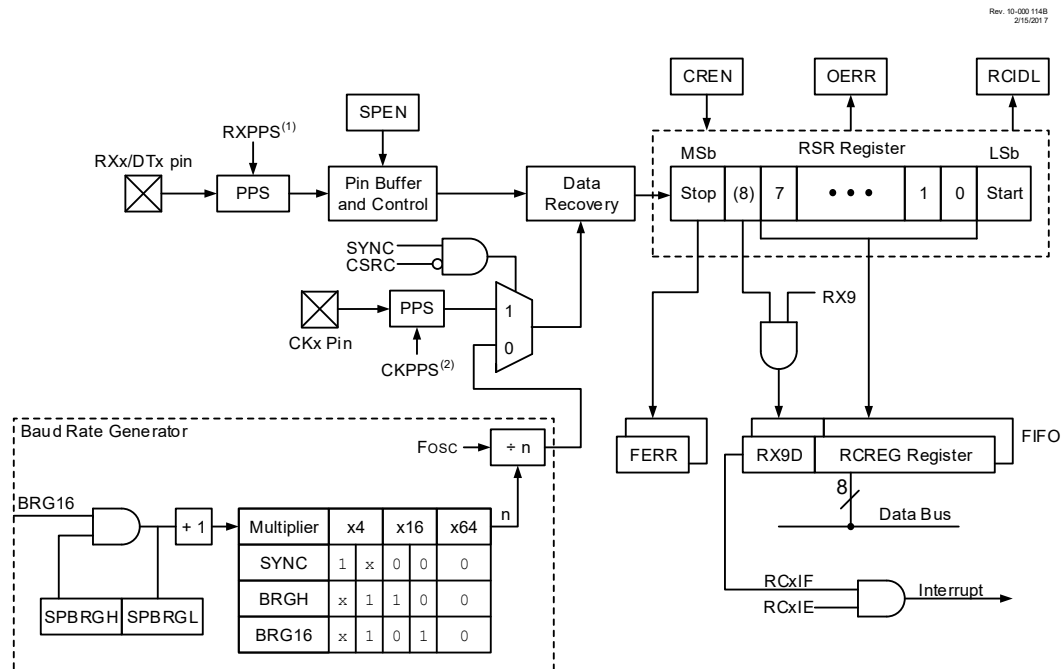 Rev. 10-000 114B
2/15/2017
CREN
OERR
RCIDL
SPEN
RXPPS(1)
RXx/DTx pin
PPS
Pin Buffer
and Control
Data
Recovery
MSb
RSR Register
LSb
Stop
(8)
7
• • •
1
0
Start
SYNC
CSRC
PPS
1
0
CKx Pin
CKPPS(2)
RX9
Baud Rate Generator
FOSC
÷ n
FERR
RX9D
RCREG Register
FIFO
8
Data Bus
BRG16
+ 1
n
Multiplier x4 x16 x64
SYNC 1 x 0 0 0
BRGH x 1 1 0 0
BRG16 x 1 0 1 0
SPBRGH SPBRGL
RCxIF
RCxIE
Interrupt